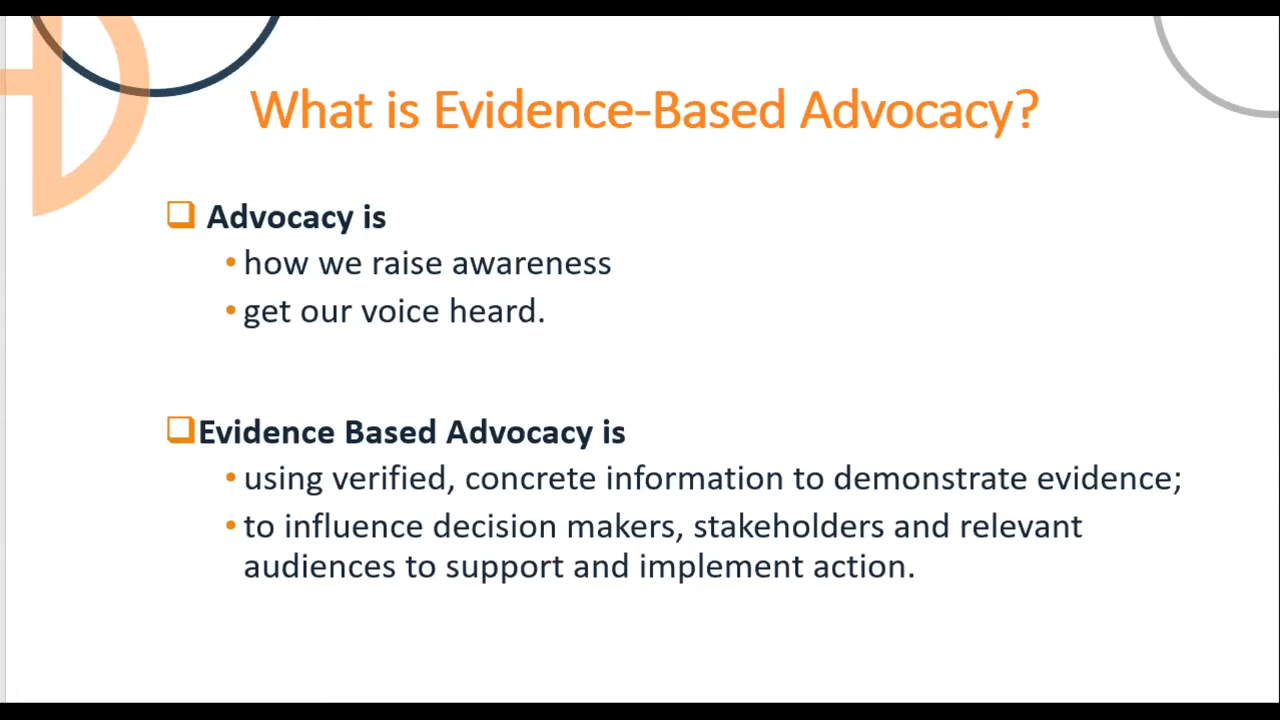 What is Evidence-Based Advocacy?
Advocacy is
• how we raise awareness
• get our voice heard.
Evidence Based Advocacy is
• using verified, concrete information to demonstrate evidence;
• to influence decision makers, stakeholders and relevant
audiences to support and implement action.